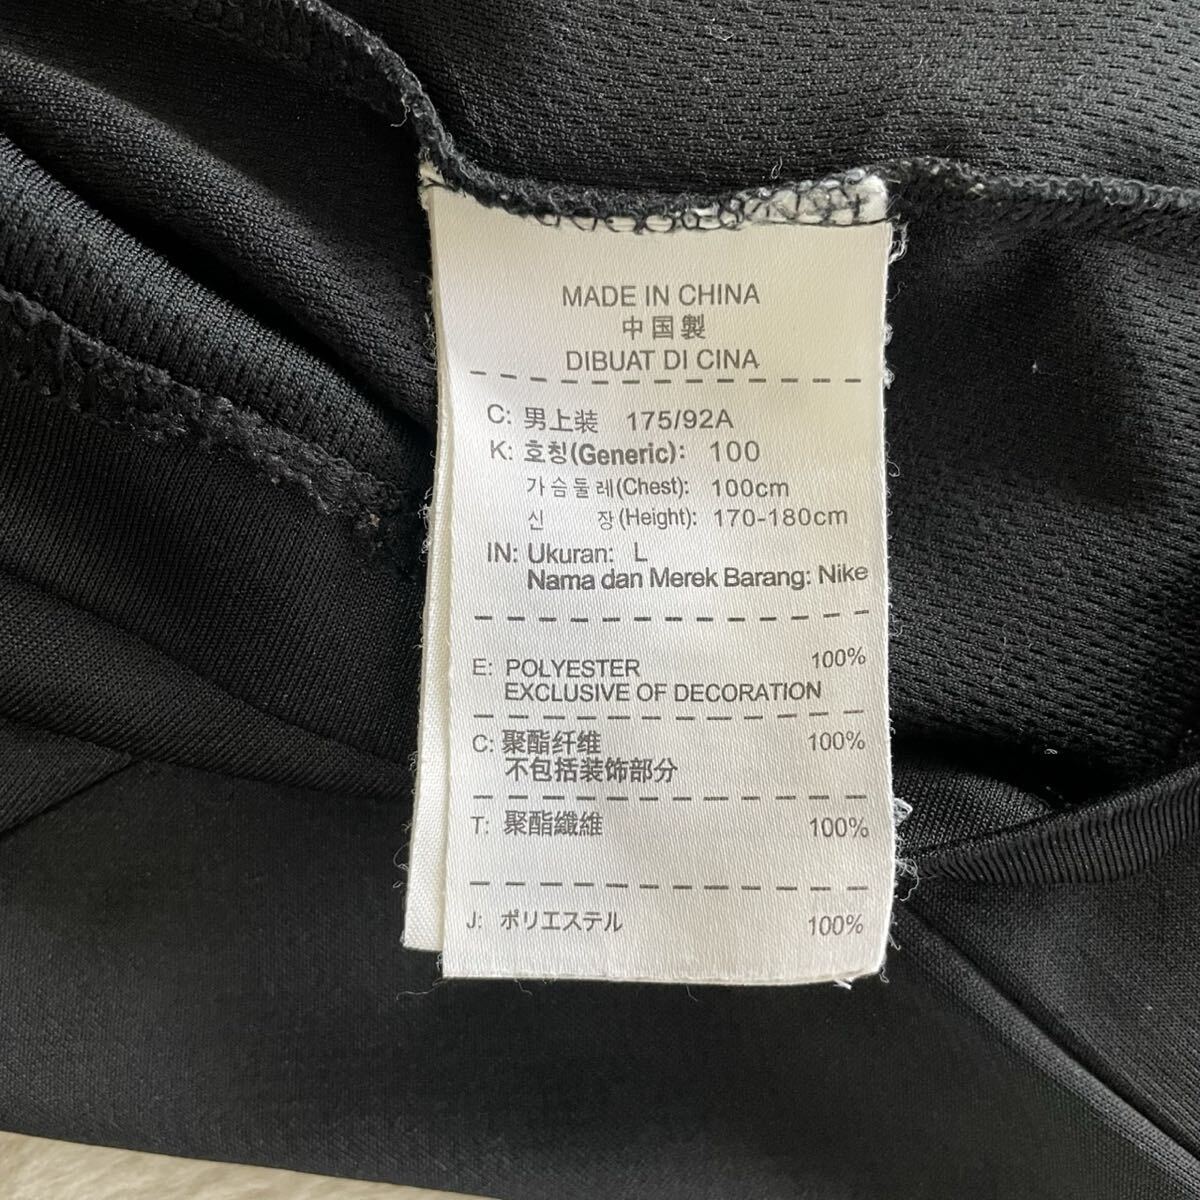 MADE IN CHINA
中国製
DIBUAT DI CINA
C: 男上装 175/92A
K: 호칭(Generic): 100
가슴둘레(Chest): 100cm
신 장(Height): 170-180cm
IN: Ukuran: L
Nama dan Merek Barang: Nike
E: POLYESTER 100%
EXCLUSIVE OF DECORATION
C: 聚酯纤维 100%
不包括装饰部分
T: 聚酯纖維 100%
J: ポリエステル 100%